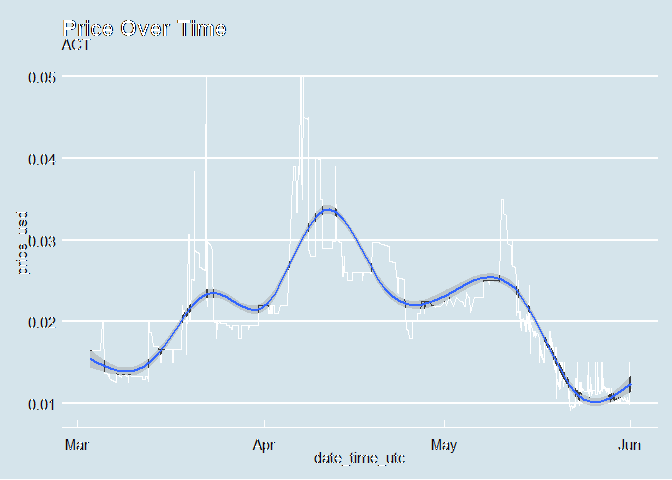 Price Over Time
ACT
0.05
0.04
0.03
0.02
0.01
price_usd
Mar Apr May Jun
date_time_utc